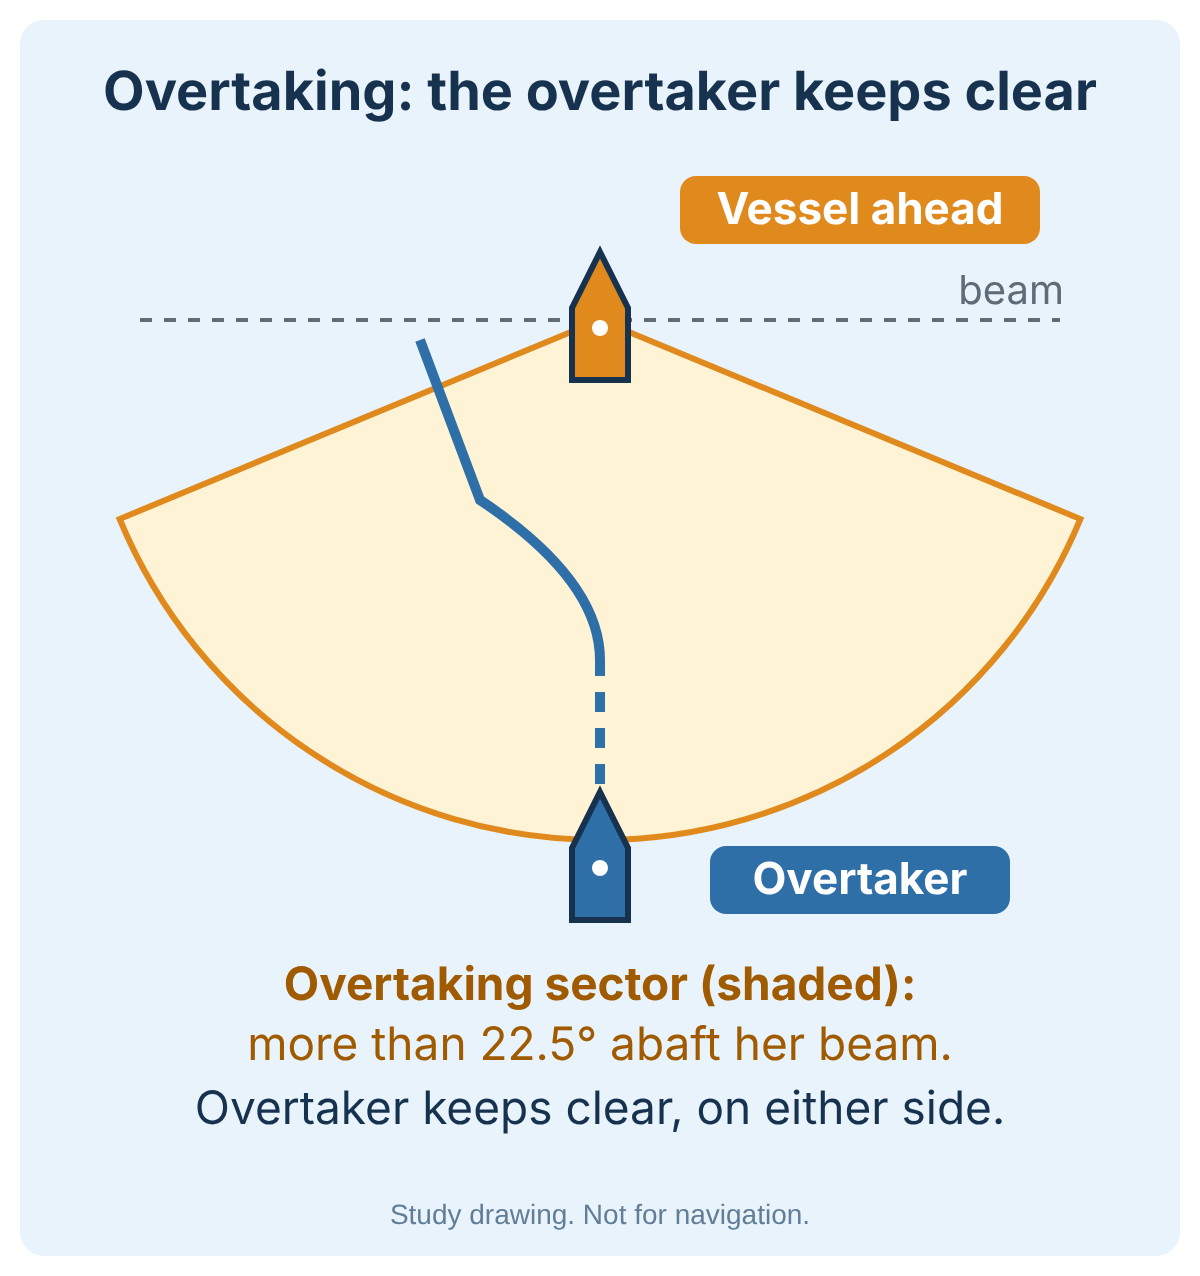 Overtaking: the overtaker keeps clear
Vessel ahead
beam
Overtaker
Overtaking sector (shaded):
more than 22.5° abaft her beam.
Overtaker keeps clear, on either side.
Study drawing. Not for navigation.